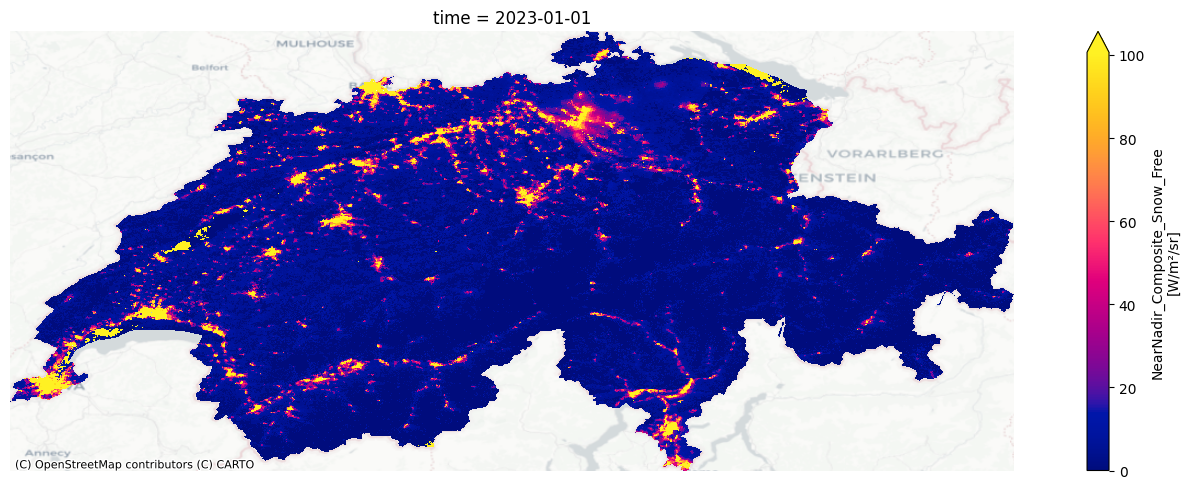 time = 2023-01-01
MULHOUSE
Belfort
sançon
VORARLBERG
ENSTEIN
Annecy
(C) OpenStreetMap contributors (C) CARTO
100
80
60
40
20
0
NearNadir_Composite_Snow_Free
[W/m²/sr]